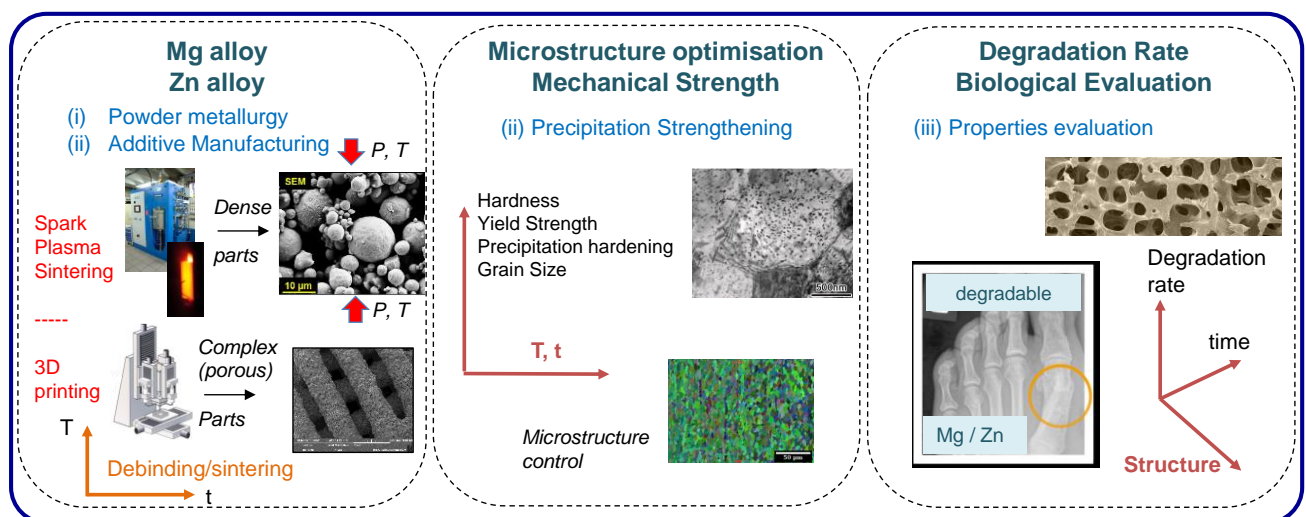 Mg alloy
Zn alloy
(i) Powder metallurgy
(ii) Additive Manufacturing
P, T
SEM
Spark
Plasma
Sintering
Dense
parts
10 µm
P, T
-----
3D
printing
Complex
(porous)
Parts
T
Debinding/sintering
t
Microstructure optimisation
Mechanical Strength
(ii) Precipitation Strengthening
Hardness
Yield Strength
Precipitation hardening
Grain Size
500nm
T, t
Microstructure
control
50 µm
Degradation Rate
Biological Evaluation
(iii) Properties evaluation
Degradation
rate
degradable
time
Mg / Zn
Structure